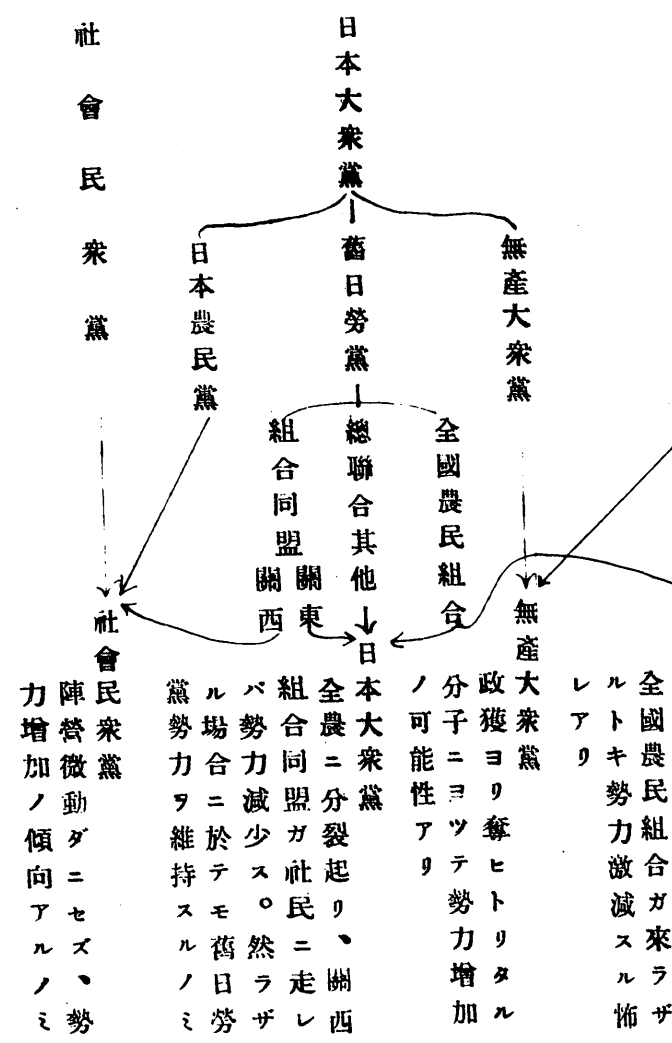 日本大衆黨
社會民衆黨
無産大衆黨
舊日勞黨
日本農民黨
全國農民組合
總聯合其他
組合同盟
關東
關西
全國農民組合ガ來ラザ
ルトキ勢力激減スル怖
レアリ
無産大衆黨
政獲ヨリ奪ヒトリタル
分子ニヨツテ勢力增加
ノ可能性アリ
日本大衆黨
全農ニ分裂起リ、關西
組合同盟ガ社民ニ走レ
バ勢力減少ス。然ラザ
ル場合ニ於テモ舊日勞
黨勢力ヲ維持スルノミ
社會民衆黨
陣營微動ダニセズ、勢
力增加ノ傾向アルノミ